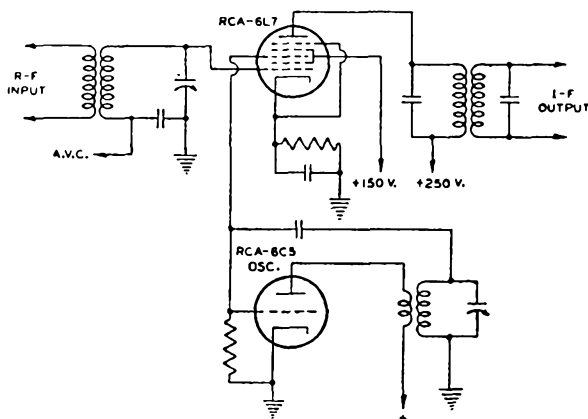 RCA-6L7
R-F
INPUT
I-F
OUTPUT
A.V.C.
+150 V.
+250 V.
RCA-6C5
OSC.
+